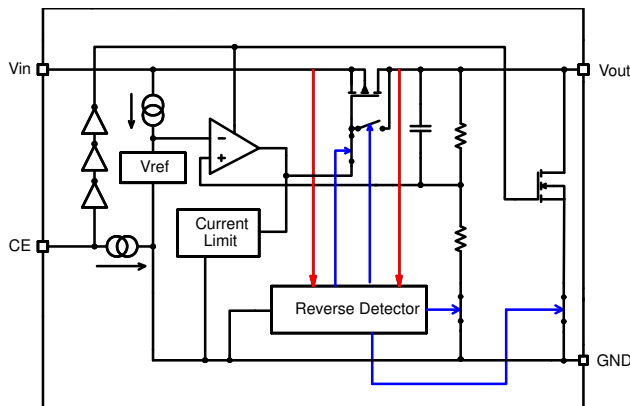 Vin
Vout
−
+
Vref
Current
Limit
CE
Reverse Detector
GND